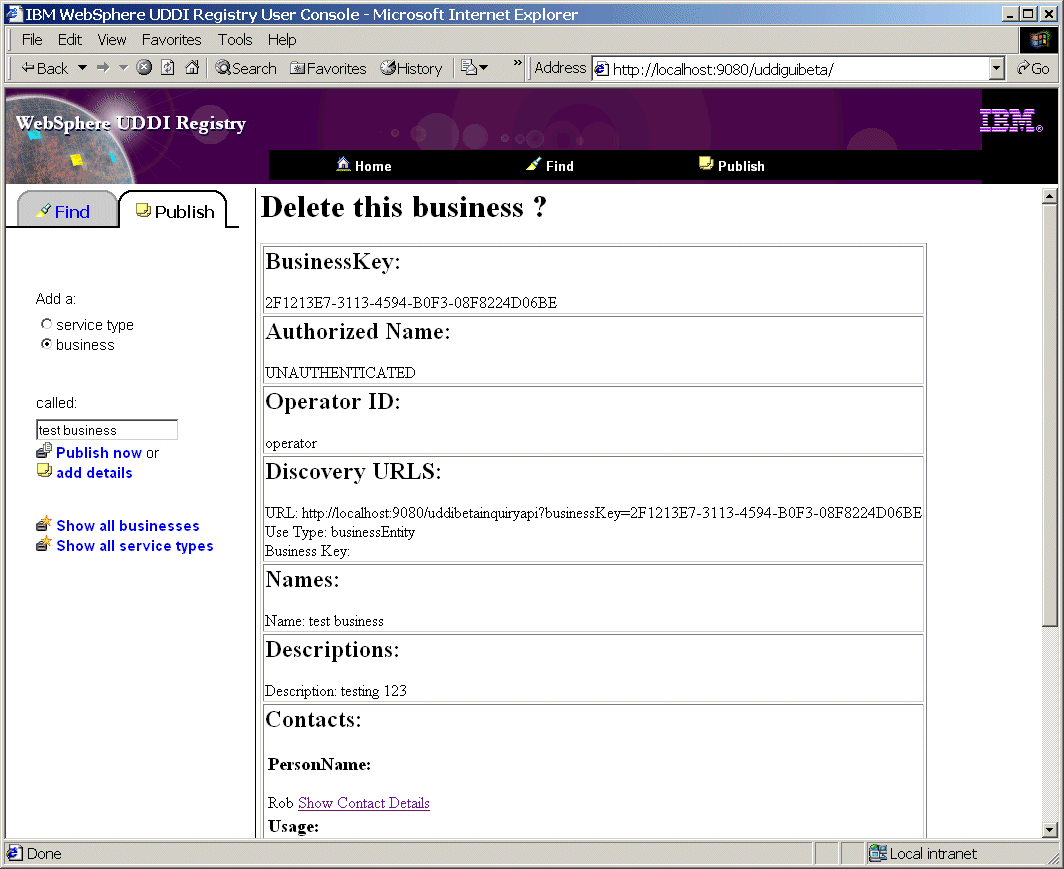 IBM WebSphere UDDI Registry User Console - Microsoft Internet Explorer
File Edit View Favorites Tools Help
Back Search Favorites History » Address http://localhost:9080/uddiguibeta/ Go
WebSphere UDDI Registry
IBM®
Home Find Publish
Find Publish
Delete this business ?
BusinessKey:
2F1213E7-3113-4594-B0F3-08F8224D06BE
Add a:
service type
business
Authorized Name:
UNAUTHENTICATED
called:
test business
Publish now or
add details
Operator ID:
operator
Show all businesses
Show all service types
Discovery URLS:
URL: http://localhost:9080/uddibetainquiryapi?businessKey=2F1213E7-3113-4594-B0F3-08F8224D06BE
Use Type: businessEntity
Business Key:
Names:
Name: test business
Descriptions:
Description: testing 123
Contacts:
PersonName:
Rob Show Contact Details
Usage:
Done Local intranet